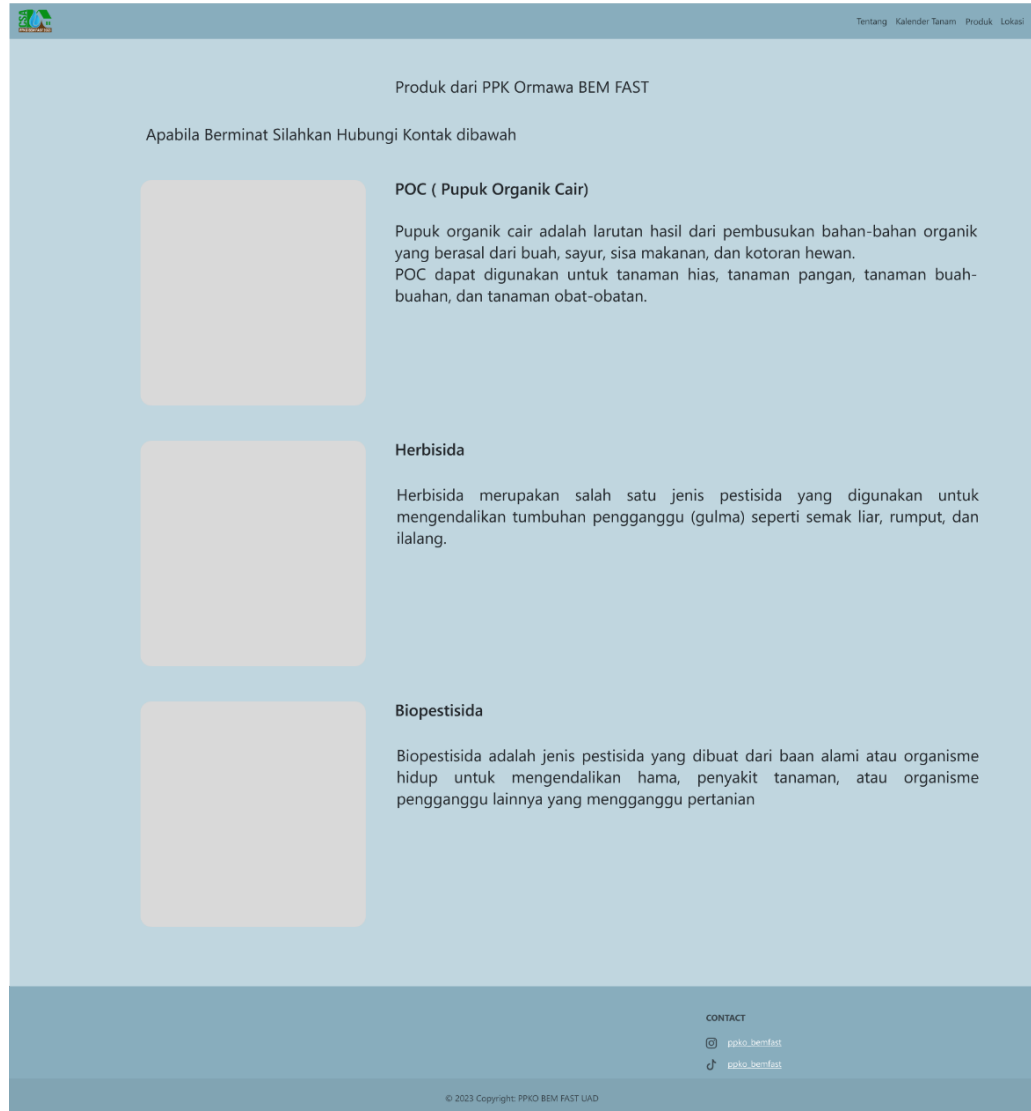 Tentang Kalender Tanam Produk Lokasi
Produk dari PPK Ormawa BEM FAST
Apabila Berminat Silahkan Hubungi Kontak dibawah
POC ( Pupuk Organik Cair)
Pupuk organik cair adalah larutan hasil dari pembusukan bahan-bahan organik
yang berasal dari buah, sayur, sisa makanan, dan kotoran hewan.
POC dapat digunakan untuk tanaman hias, tanaman pangan, tanaman buah-
buahan, dan tanaman obat-obatan.
Herbisida
Herbisida merupakan salah satu jenis pestisida yang digunakan untuk
mengendalikan tumbuhan pengganggu (gulma) seperti semak liar, rumput, dan
ilalang.
Biopestisida
Biopestisida adalah jenis pestisida yang dibuat dari baan alami atau organisme
hidup untuk mengendalikan hama, penyakit tanaman, atau organisme
pengganggu lainnya yang mengganggu pertanian
CONTACT
ppko_bemfast
ppko_bemfast
© 2023 Copyright: PPKO BEM FAST UAD